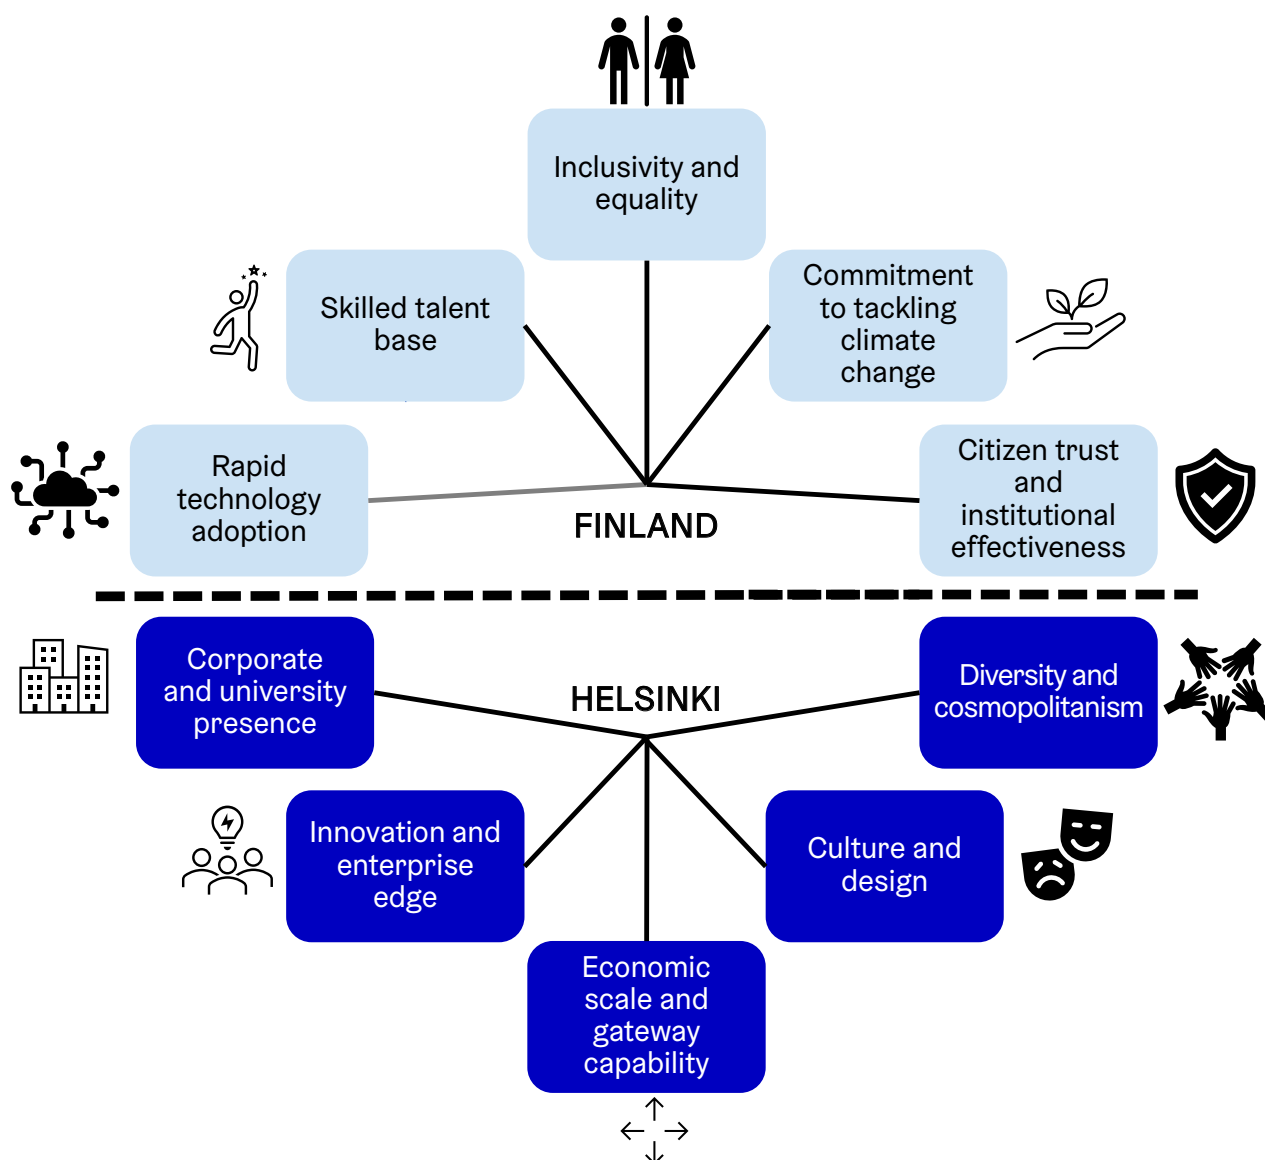 Inclusivity and
equality
Skilled talent
base
Commitment
to tackling
climate
change
Rapid
technology
adoption
Citizen trust
and
institutional
effectiveness
FINLAND
HELSINKI
Corporate
and university
presence
Diversity and
cosmopolitanism
Innovation and
enterprise
edge
Culture and
design
Economic
scale and
gateway
capability